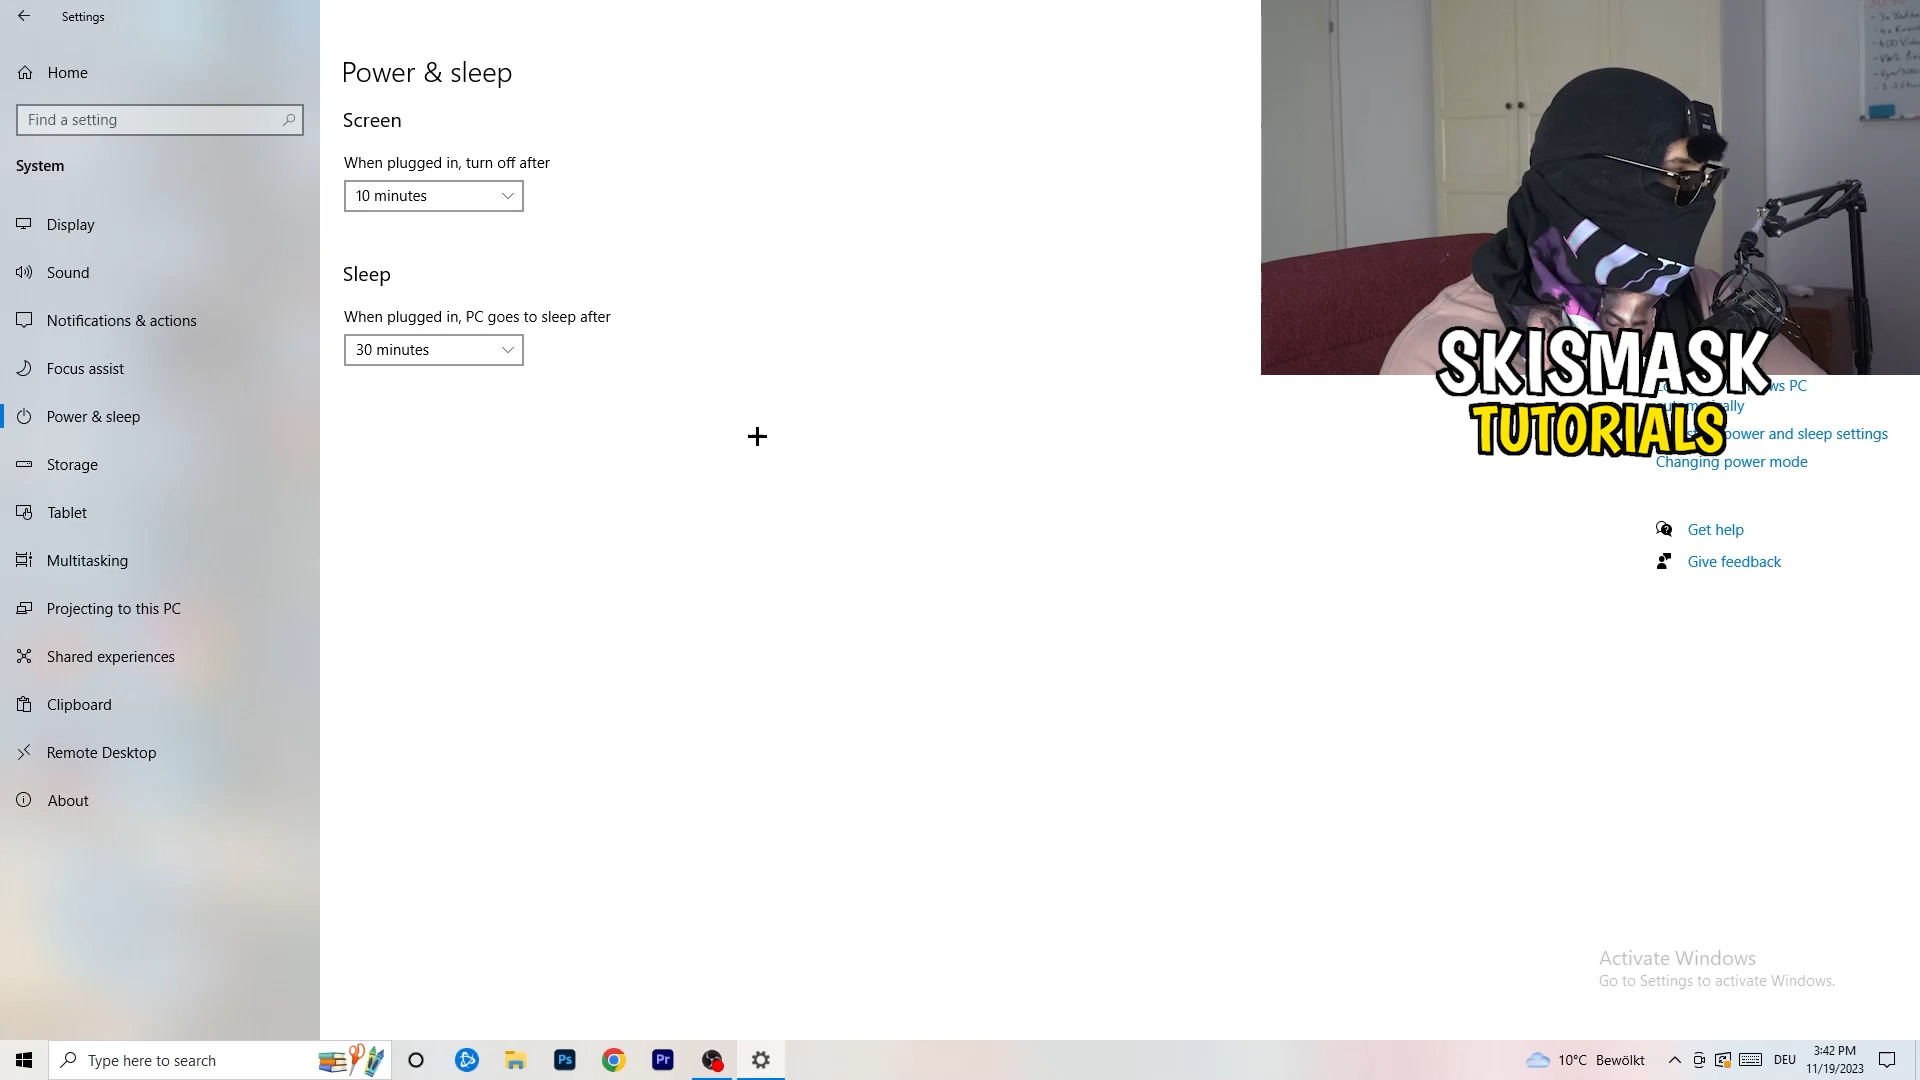 Settings
Home
Find a setting
System
Display
Sound
Notifications & actions
Focus assist
Power & sleep
Storage
Tablet
Multitasking
Projecting to this PC
Shared experiences
Clipboard
Remote Desktop
About
Power & sleep
Screen
When plugged in, turn off after
10 minutes
Sleep
When plugged in, PC goes to sleep after
30 minutes
SKISMASK
TUTORIALS
PC
power and sleep settings
Changing power mode
Get help
Give feedback
Activate Windows
Go to Settings to activate Windows.
Type here to search
Ps
Pr
10°C Bewölkt
DEU
3:42 PM
11/19/2023